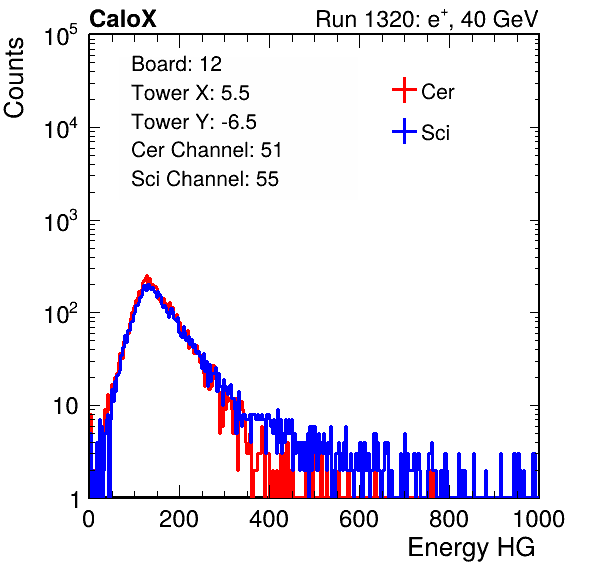 CaloX Run 1320: e⁺, 40 GeV
Counts
Board: 12
Tower X: 5.5
Tower Y: -6.5
Cer Channel: 51
Sci Channel: 55
Cer
Sci
10⁵
10⁴
10³
10²
10
1
0 200 400 600 800 1000
Energy HG